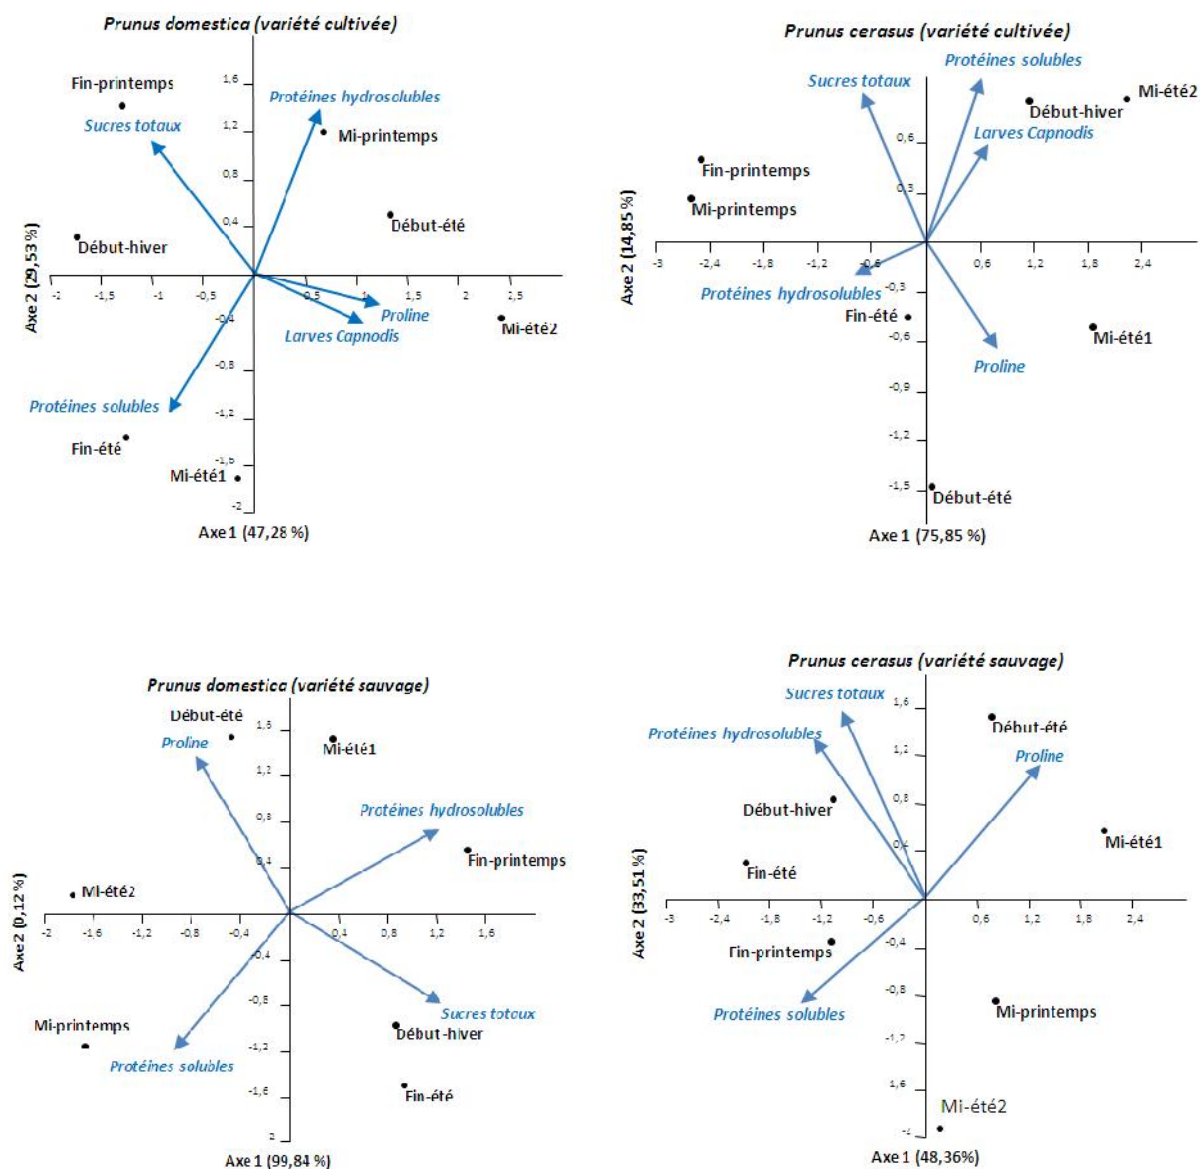 Prunus domestica (variété cultivée)
Fin-printemps
1,6
Protéines hydrosolubles
Sucres totaux
1,2
Mi-printemps
0,8
Début-été
0,4
Début-hiver
-2 -1,5 -1 -0,5 0,5 1 1,5 2 2,5
Proline
-0,4
Larves Capnodis
Mi-été2
-0,8
Protéines solubles
-1,2
Fin-été
-1,6
Mi-été1
-2
Axe 2 (29,53 %)
Axe 1 (47,28 %)
Prunus cerasus (variété cultivée)
Protéines solubles
Sucres totaux
Mi-été2
Début-hiver
0,6
Larves Capnodis
Fin-printemps
0,3
Mi-printemps
-3 -2,4 -1,8 -1,2 -0,6 0,6 1,2 1,8 2,4
Protéines hydrosolubles
-0,3
Fin-été
Mi-été1
-0,6
Proline
-0,9
-1,2
-1,5
Début-été
Axe 2 (14,85 %)
Axe 1 (75,85 %)
Prunus domestica (variété sauvage)
Début-été
1,6
Proline
Mi-été1
1,2
Protéines hydrosolubles
0,8
Fin-printemps
0,4
Mi-été2
-2 -1,6 -1,2 -0,8 -0,4 0,4 0,8 1,2 1,6
-0,4
-0,8
Sucres totaux
Mi-printemps
Début-hiver
-1,2
Protéines solubles
-1,6
Fin-été
2
Axe 2 (0,12 %)
Axe 1 (99,84 %)
Prunus cerasus (variété sauvage)
Sucres totaux
1,6
Début-été
Protéines hydrosolubles
1,2
Proline
Début-hiver
0,8
Mi-été1
0,4
Fin-été
-3 -2,4 -1,8 -1,2 -0,6 0,6 1,2 1,8 2,4
-0,4
Fin-printemps
-0,8
Protéines solubles
Mi-printemps
-1,2
-1,6
Mi-été2
-2
Axe 2 (33,51 %)
Axe 1 (48,36%)